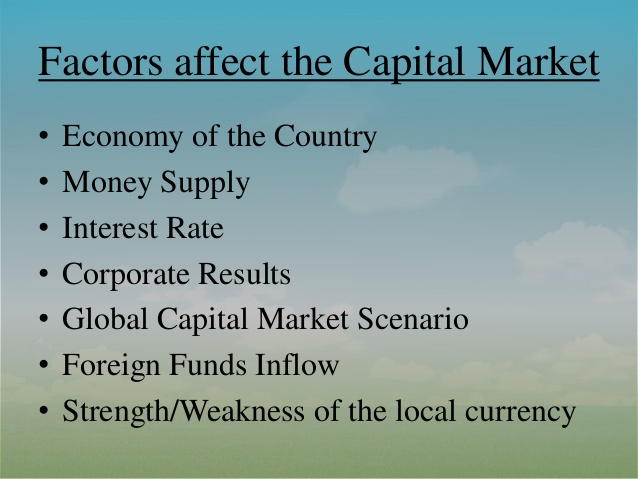 Factors affect the Capital Market
• Economy of the Country
• Money Supply
• Interest Rate
• Corporate Results
• Global Capital Market Scenario
• Foreign Funds Inflow
• Strength/Weakness of the local currency